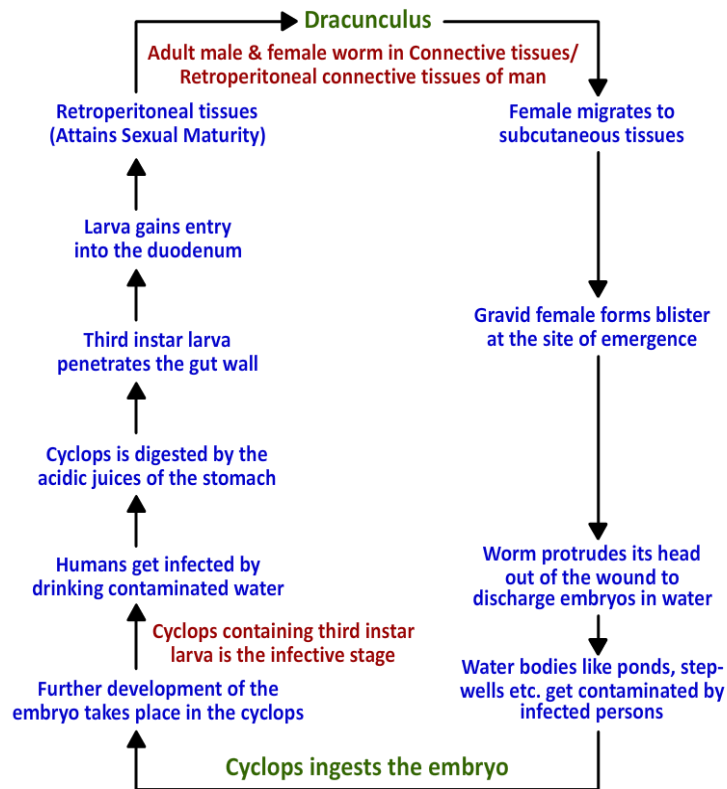 Dracunculus
Adult male & female worm in Connective tissues/
Retroperitoneal connective tissues of man
Female migrates to
subcutaneous tissues
Gravid female forms blister
at the site of emergence
Worm protrudes its head
out of the wound to
discharge embryos in water
Water bodies like ponds, step-
wells etc. get contaminated by
infected persons
Cyclops ingests the embryo
Further development of the
embryo takes place in the cyclops
Cyclops containing third instar
larva is the infective stage
Humans get infected by
drinking contaminated water
Cyclops is digested by the
acidic juices of the stomach
Third instar larva
penetrates the gut wall
Larva gains entry
into the duodenum
Retroperitoneal tissues
(Attains Sexual Maturity)